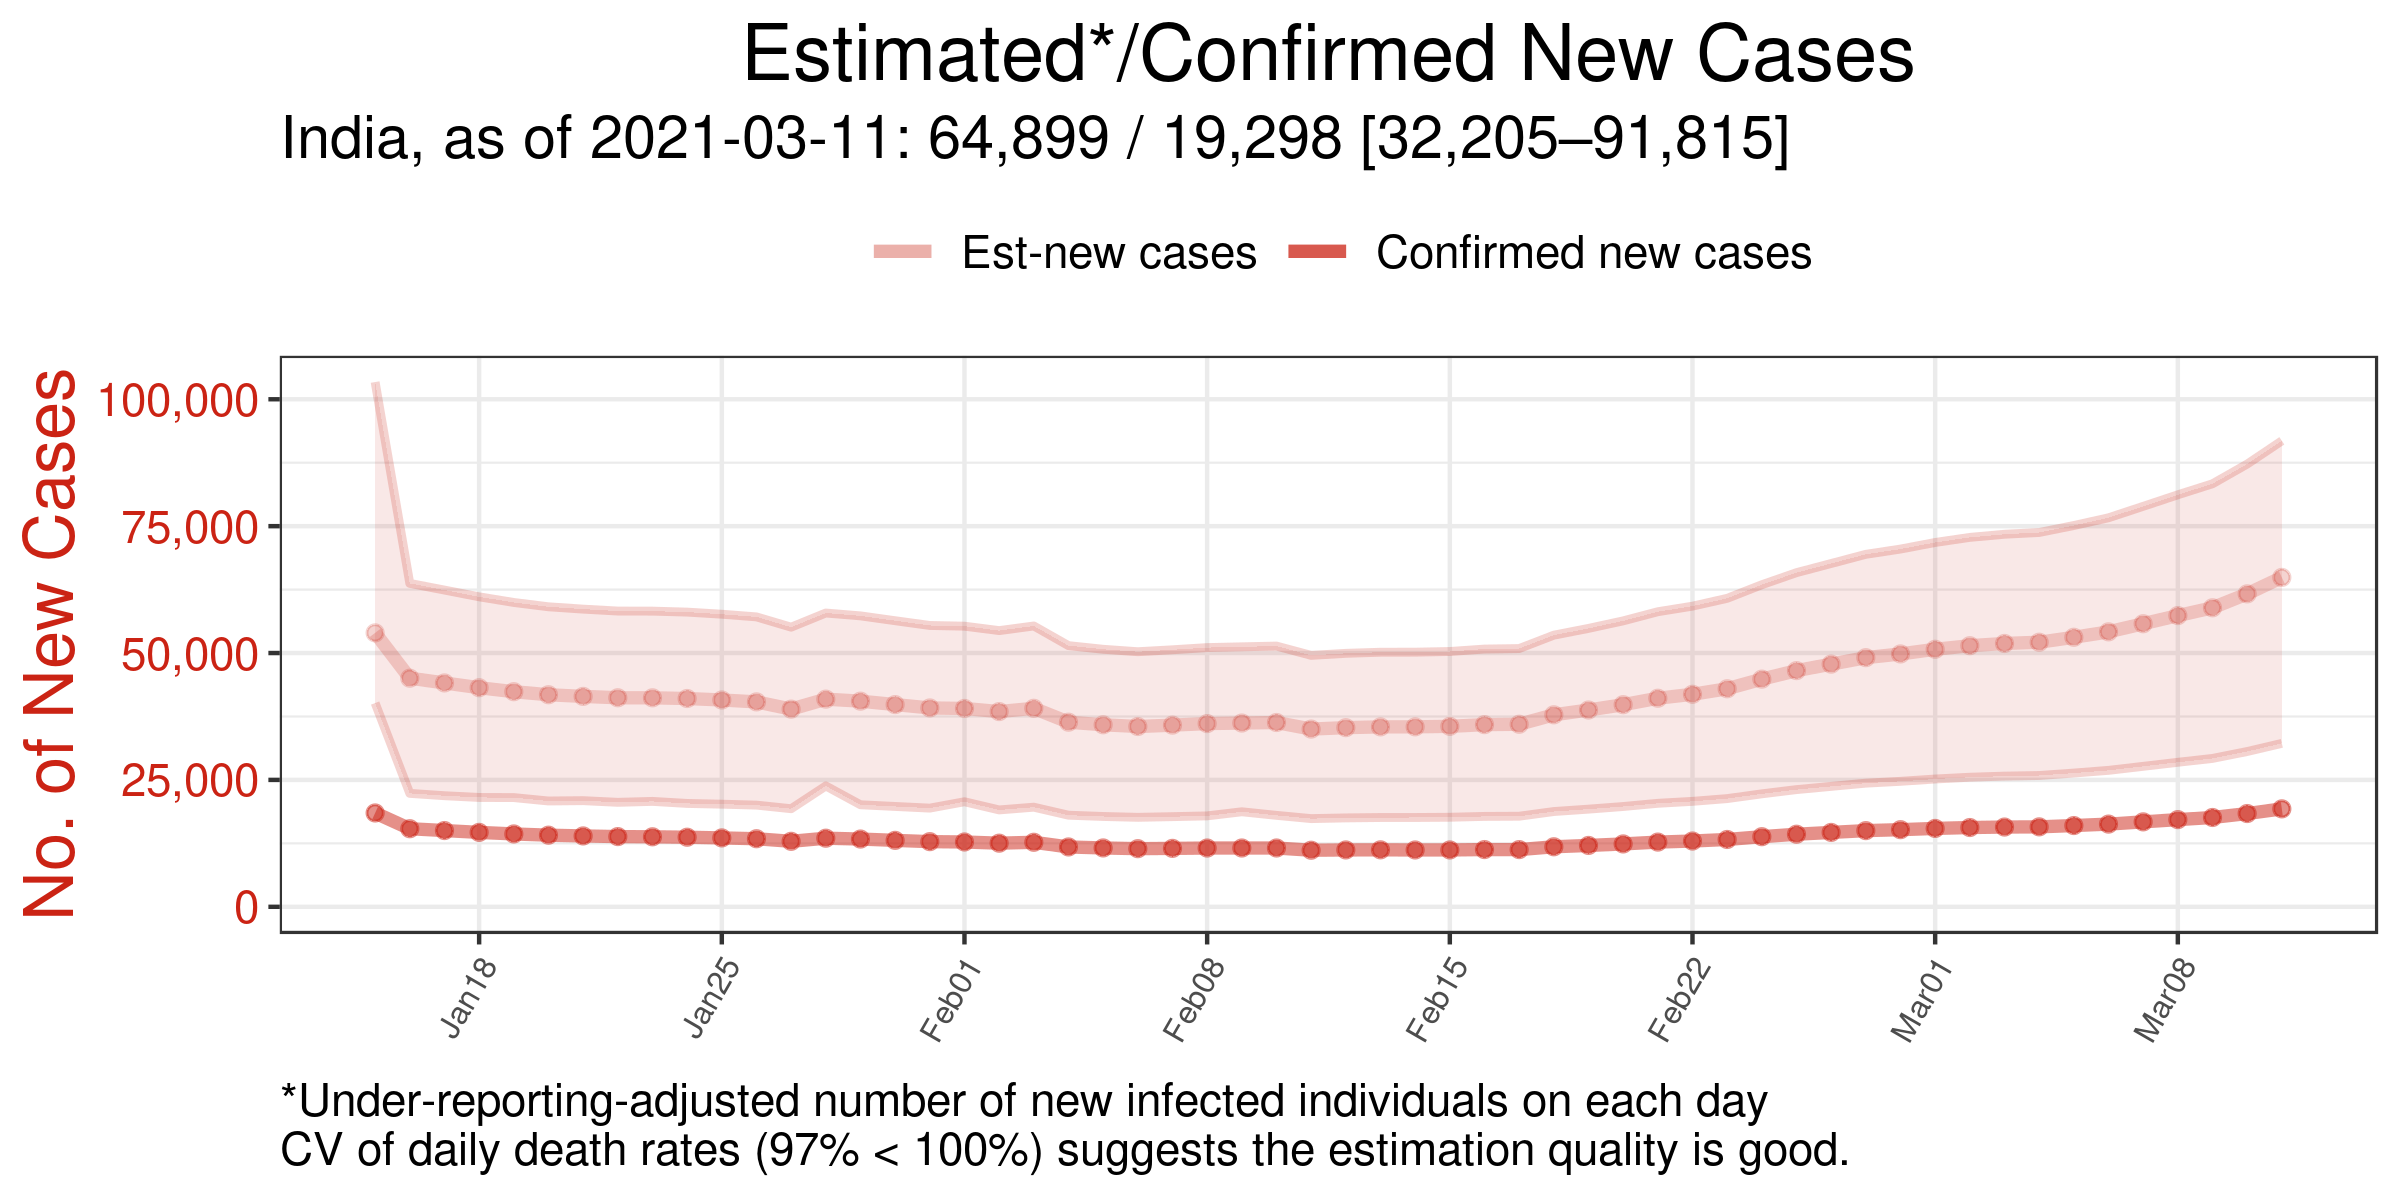 Estimated*/Confirmed New Cases
India, as of 2021-03-11: 64,899 / 19,298 [32,205–91,815]
Est-new cases
Confirmed new cases
No. of New Cases
100,000
75,000
50,000
25,000
0
Jan18
Jan25
Feb01
Feb08
Feb15
Feb22
Mar01
Mar08
*Under-reporting-adjusted number of new infected individuals on each day
CV of daily death rates (97% < 100%) suggests the estimation quality is good.